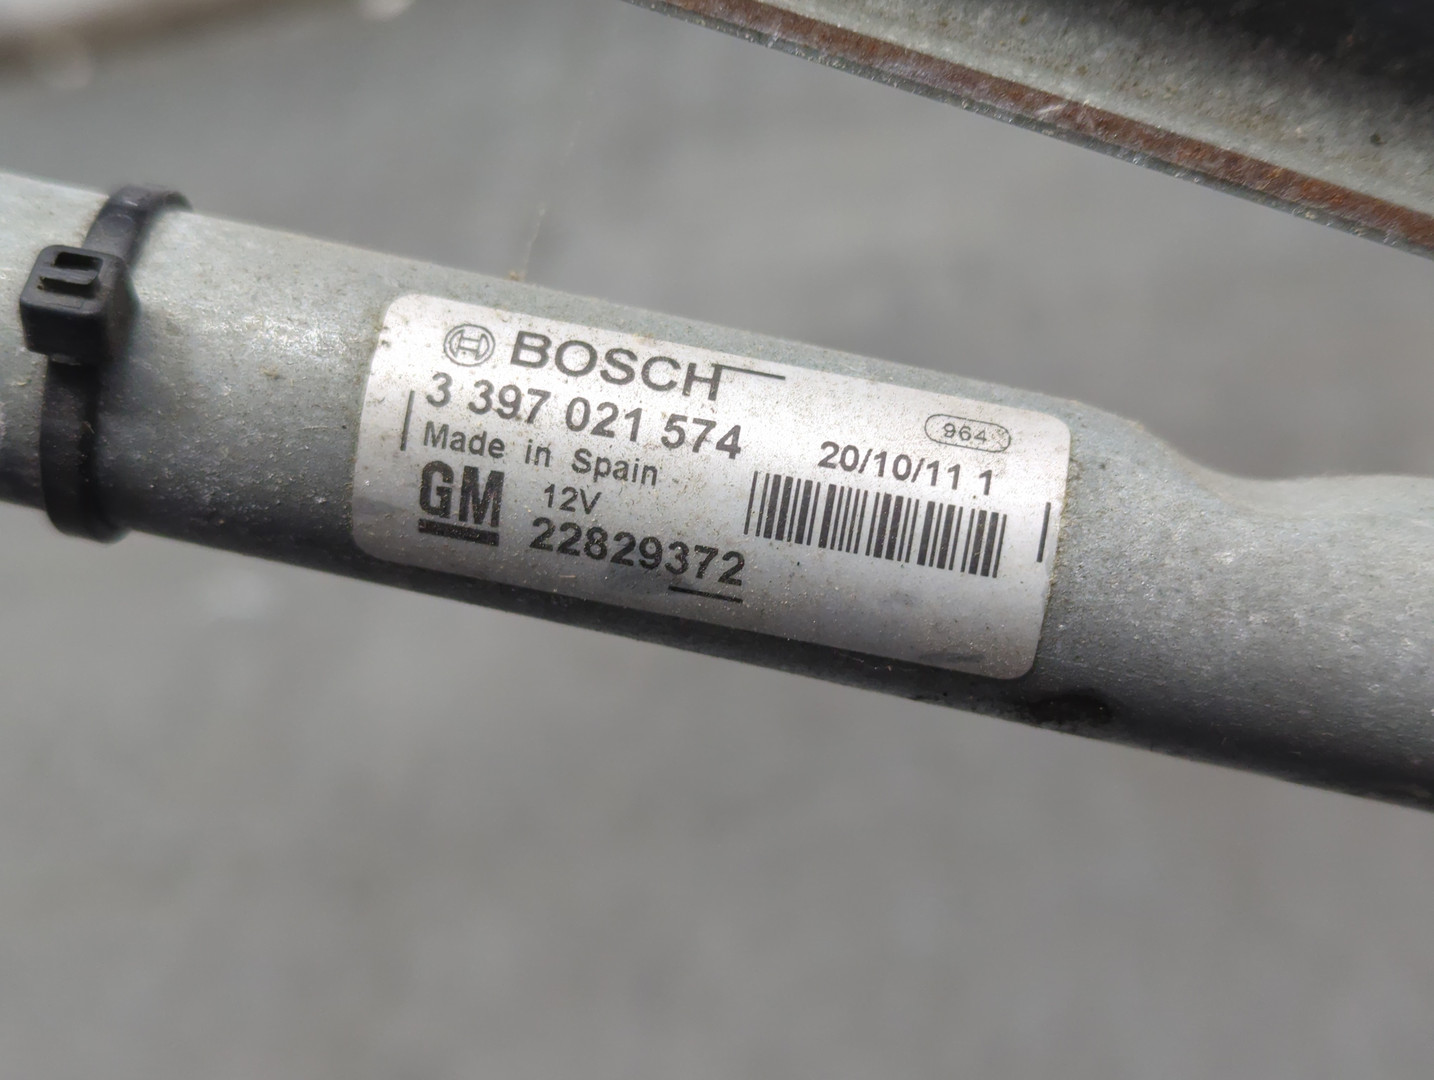 BOSCH
3 397 021 574
964
Made in Spain
20/10/11 1
GM
12V
22829372